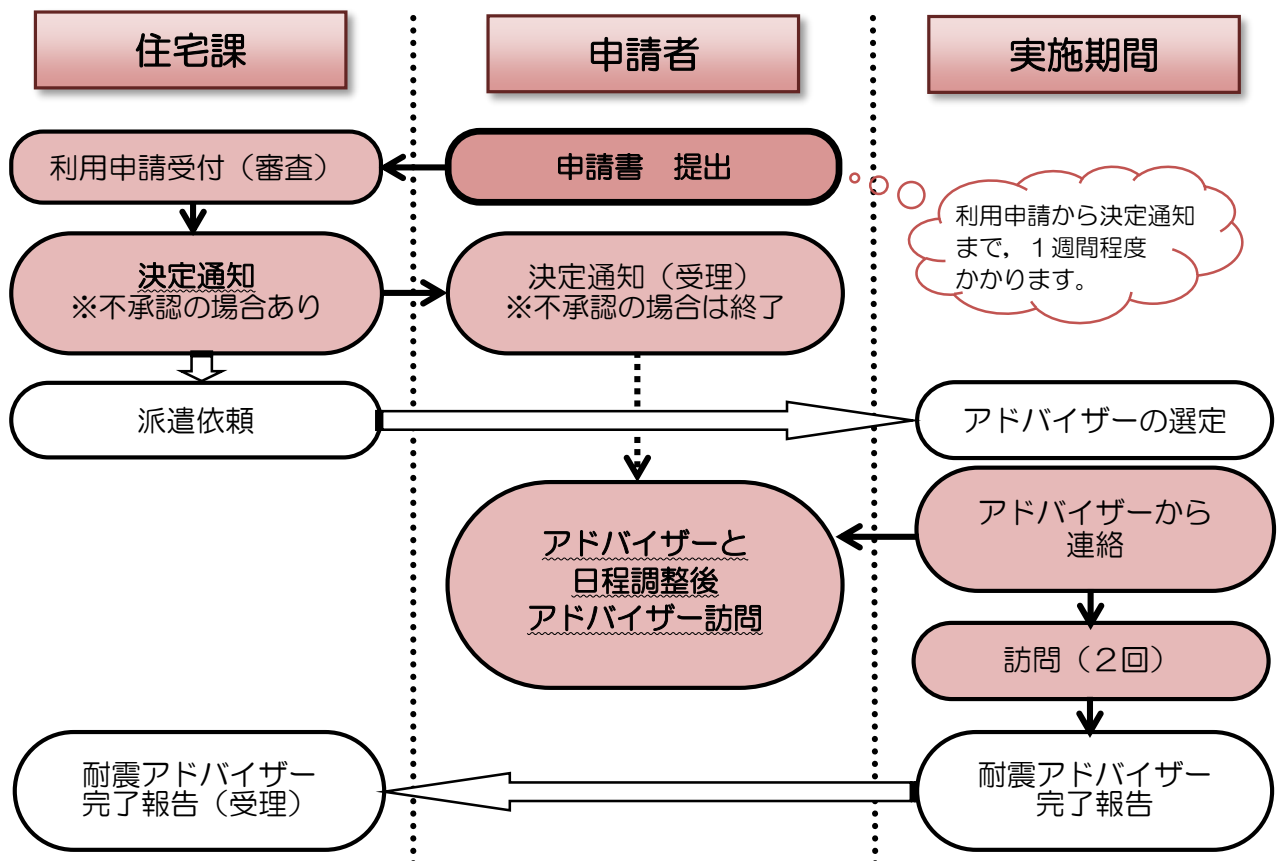 住宅課
申請者
実施期間
利用申請受付（審査）
申請書　提出
利用申請から決定通知
まで，１週間程度
かかります。
決定通知
※不承認の場合あり
決定通知（受理）
※不承認の場合は終了
派遣依頼
アドバイザーの選定
アドバイザーから
連絡
アドバイザーと
日程調整後
アドバイザー訪問
訪問（２回）
耐震アドバイザー
完了報告（受理）
耐震アドバイザー
完了報告